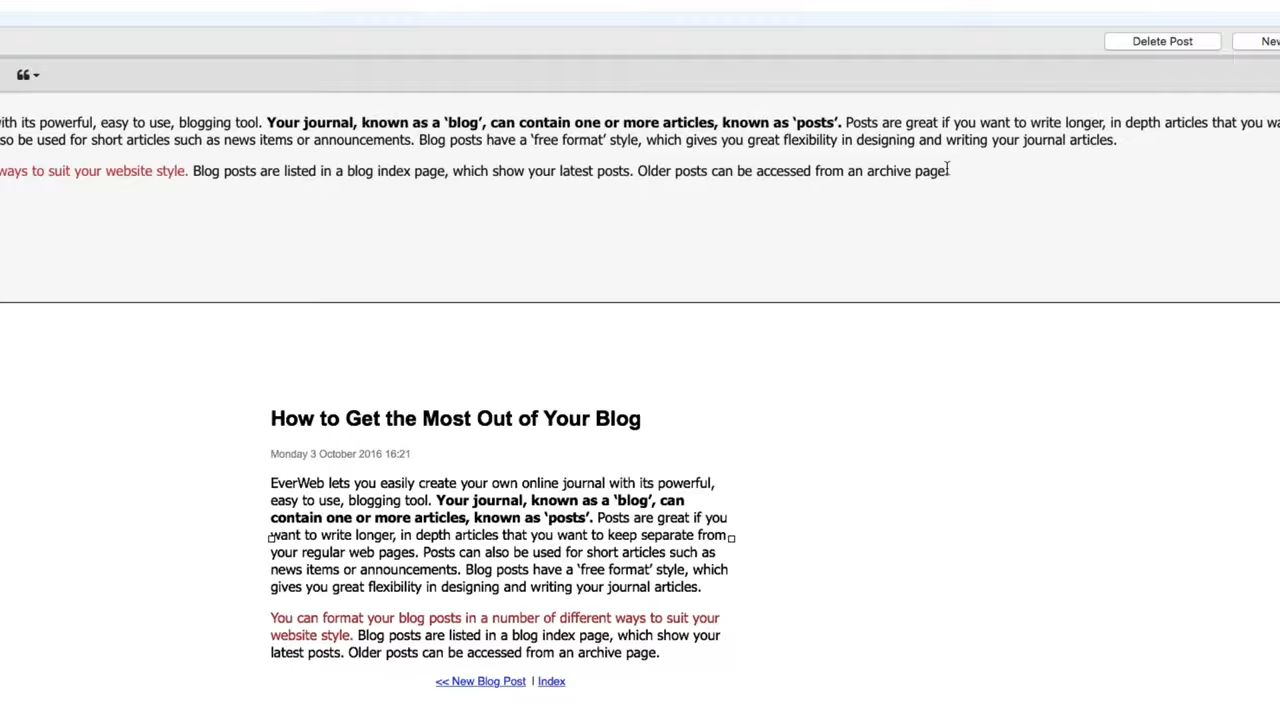 Delete Post
New
with its powerful, easy to use, blogging tool. Your journal, known as a ‘blog’, can contain one or more articles, known as ‘posts’. Posts are great if you want to write longer, in depth articles that you
so be used for short articles such as news items or announcements. Blog posts have a ‘free format’ style, which gives you great flexibility in designing and writing your journal articles.
ways to suit your website style. Blog posts are listed in a blog index page, which show your latest posts. Older posts can be accessed from an archive page.
How to Get the Most Out of Your Blog
Monday 3 October 2016 16:21
EverWeb lets you easily create your own online journal with its powerful,
easy to use, blogging tool. Your journal, known as a ‘blog’, can
contain one or more articles, known as ‘posts’. Posts are great if you
want to write longer, in depth articles that you want to keep separate from
your regular web pages. Posts can also be used for short articles such as
news items or announcements. Blog posts have a ‘free format’ style, which
gives you great flexibility in designing and writing your journal articles.
You can format your blog posts in a number of different ways to suit your
website style. Blog posts are listed in a blog index page, which show your
latest posts. Older posts can be accessed from an archive page.
<< New Blog Post | Index